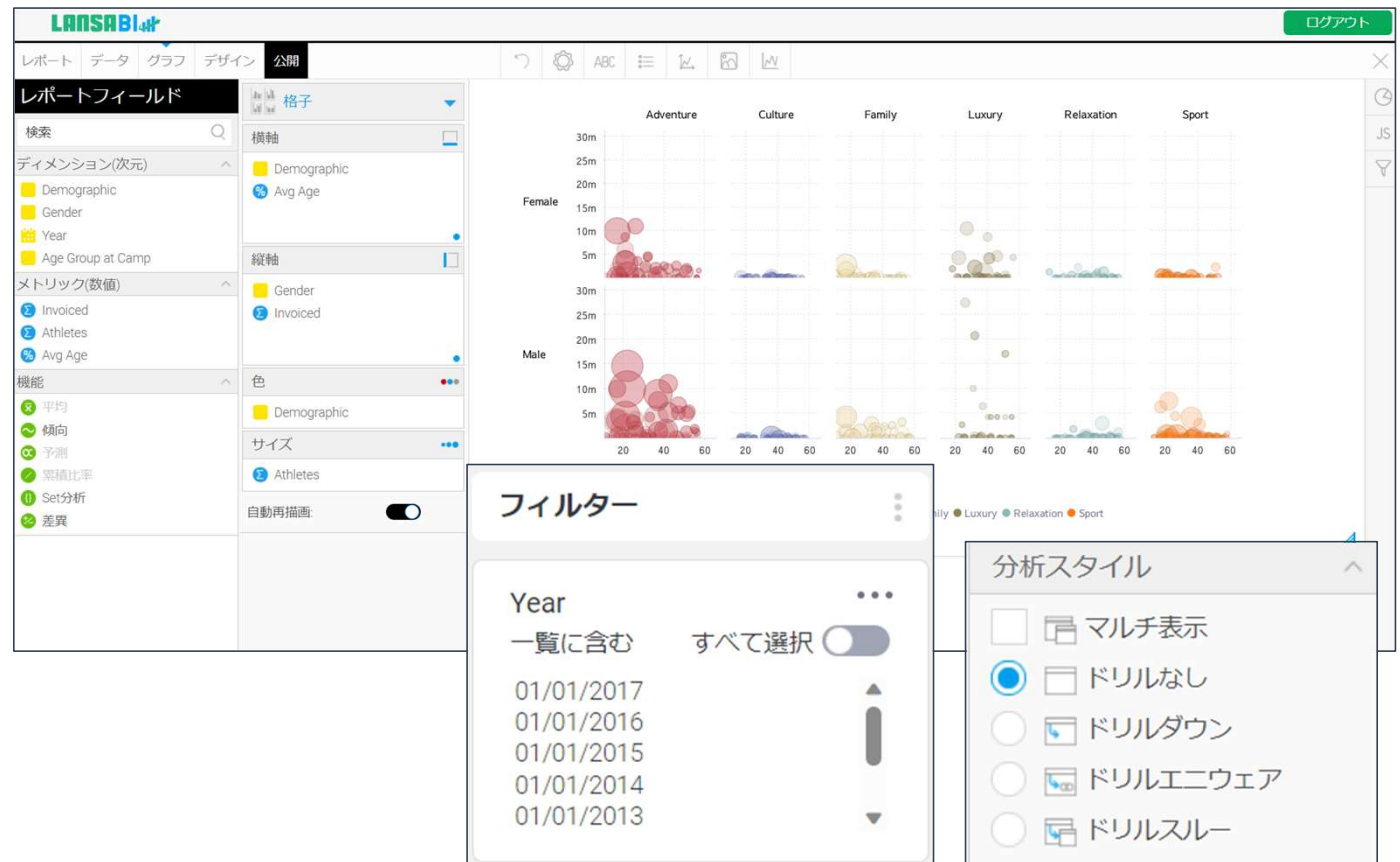 LANSA BI
ログアウト
レポート データ グラフ デザイン 公開
ABC
レポートフィールド
検索
ディメンション(次元)
Demographic
Gender
Year
Age Group at Camp
メトリック(数値)
Invoiced
Athletes
Avg Age
機能
平均
傾向
予測
累積比率
Set分析
差異
格子
横軸
Demographic
Avg Age
縦軸
Gender
Invoiced
色
Demographic
サイズ
Athletes
自動再描画:
Adventure Culture Family Luxury Relaxation Sport
Female
30m
25m
20m
15m
10m
5m
Male
30m
25m
20m
15m
10m
5m
20 40 60 20 40 60 20 40 60 20 40 60 20 40 60 20 40 60
ily Luxury Relaxation Sport
JS
フィルター
Year
一覧に含む すべて選択
01/01/2017
01/01/2016
01/01/2015
01/01/2014
01/01/2013
分析スタイル
マルチ表示
ドリルなし
ドリルダウン
ドリルエニウェア
ドリルスルー